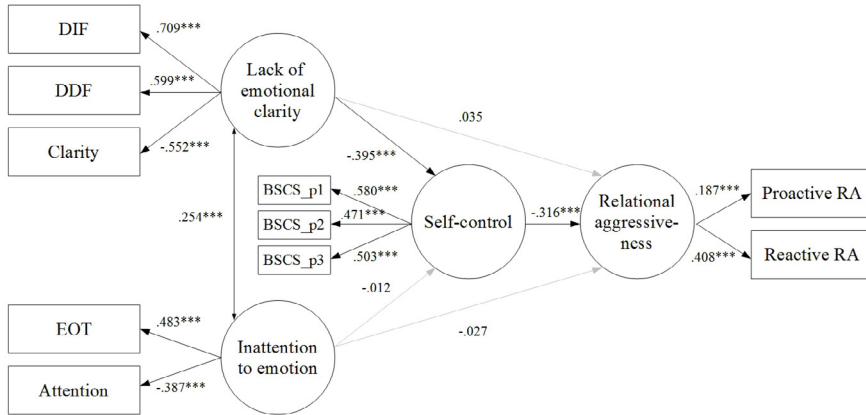 DIF
.709***
DDF
.599***
Clarity
-.552***
Lack of
emotional
clarity
.035
-.395***
.254***
BSCS_p1
.580***
BSCS_p2
.471***
BSCS_p3
.503***
Self-control
-.316***
Relational
aggressive-
ness
.187***
Proactive RA
.408***
Reactive RA
-.012
-.027
EOT
.483***
Attention
-.387***
Inattention
to emotion